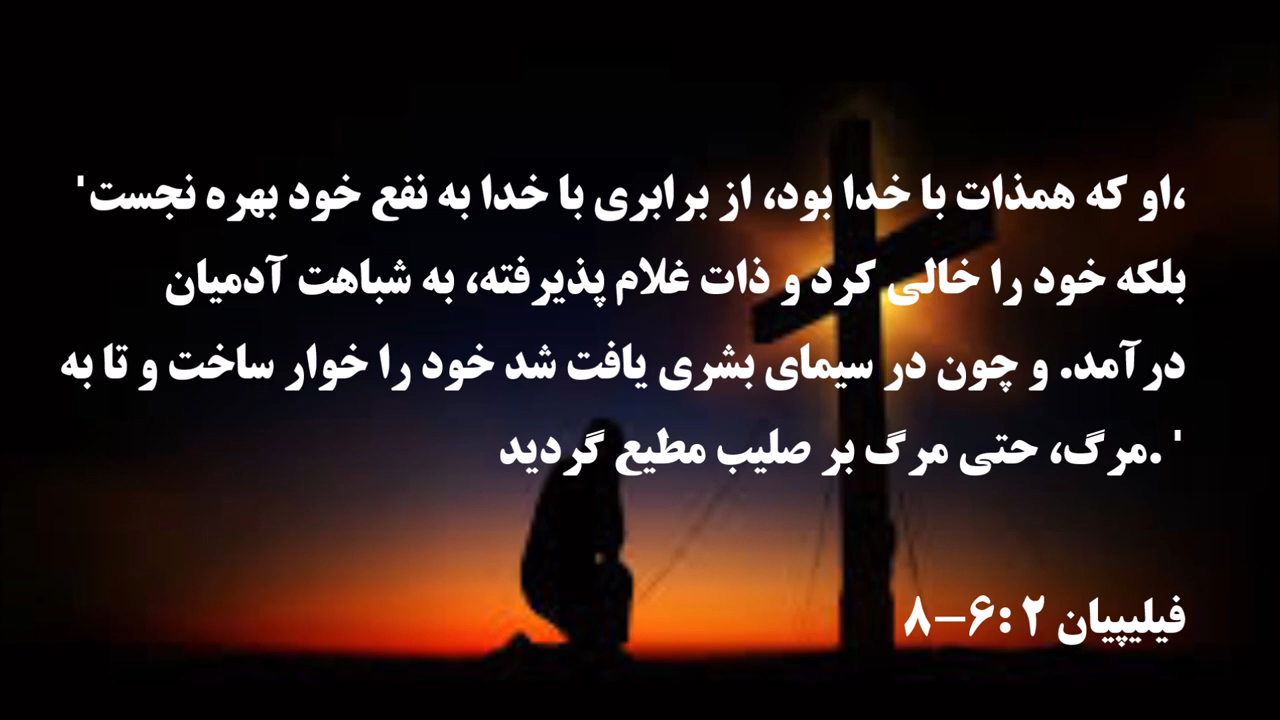 'او که همذات با خدا بود، از برابری با خدا به نفع خود بهره نجست،
بلکه خود را خالی کرد و ذات غلام پذیرفته، به شباهت آدمیان
درآمد. و چون در سیمای بشری یافت شد خود را خوار ساخت و تا به
مرگ، حتی مرگ بر صلیب مطیع گردید. '
فیلیپیان ۲:۶-۸